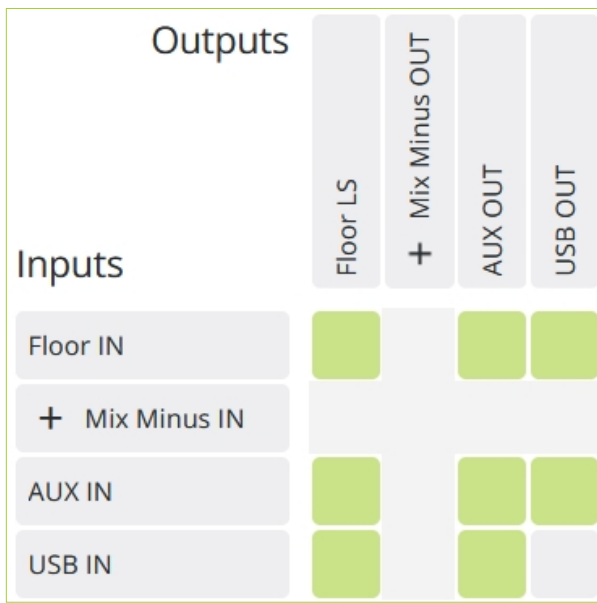 Outputs
Floor LS
+ Mix Minus OUT
AUX OUT
USB OUT
Inputs
Floor IN
+ Mix Minus IN
AUX IN
USB IN